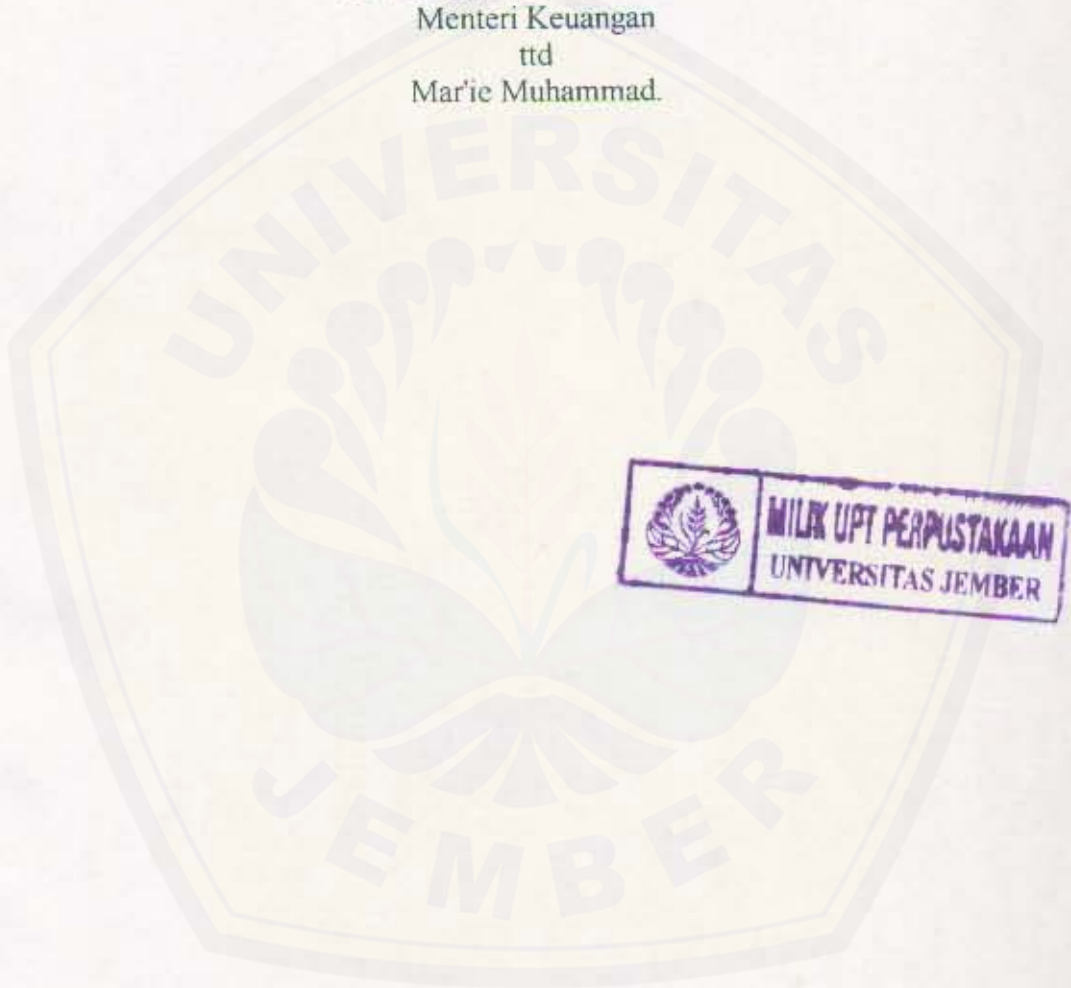 Menteri Keuangan
ttd
Mar'ie Muhammad.
UNIVERSITAS
JEMBER
MILIK UPT PERPUSTAKAAN
UNIVERSITAS JEMBER